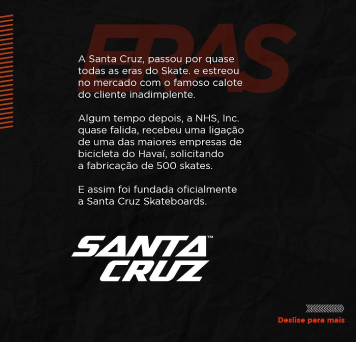 ERAS
A Santa Cruz, passou por quase
todas as eras do Skate. e estreou
no mercado com o famoso calote
do cliente inadimplente.
Algum tempo depois, a NHS, Inc.
quase falida, recebeu uma ligação
de uma das maiores empresas de
bicicleta do Havaí, solicitando
a fabricação de 500 skates.
E assim foi fundada oficialmente
a Santa Cruz Skateboards.
SANTA™
CRUZ
Deslise para mais